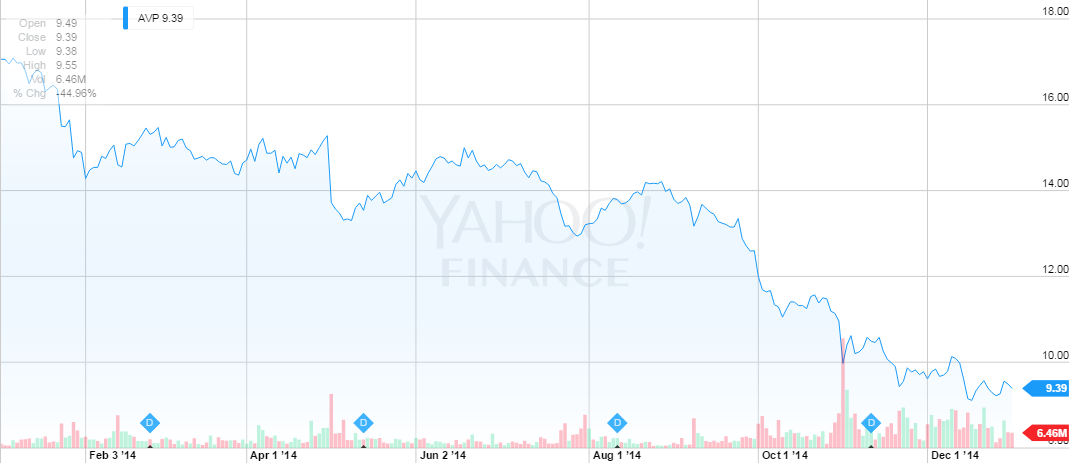 AVP 9.39
Open 9.49
Close 9.39
Low 9.38
High 9.55
Vol 6.46M
% Chg -44.96%
18.00
16.00
14.00
12.00
10.00
9.39
6.46M
YAHOO!
FINANCE
D D D D
Feb 3 '14 Apr 1 '14 Jun 2 '14 Aug 1 '14 Oct 1 '14 Dec 1 '14